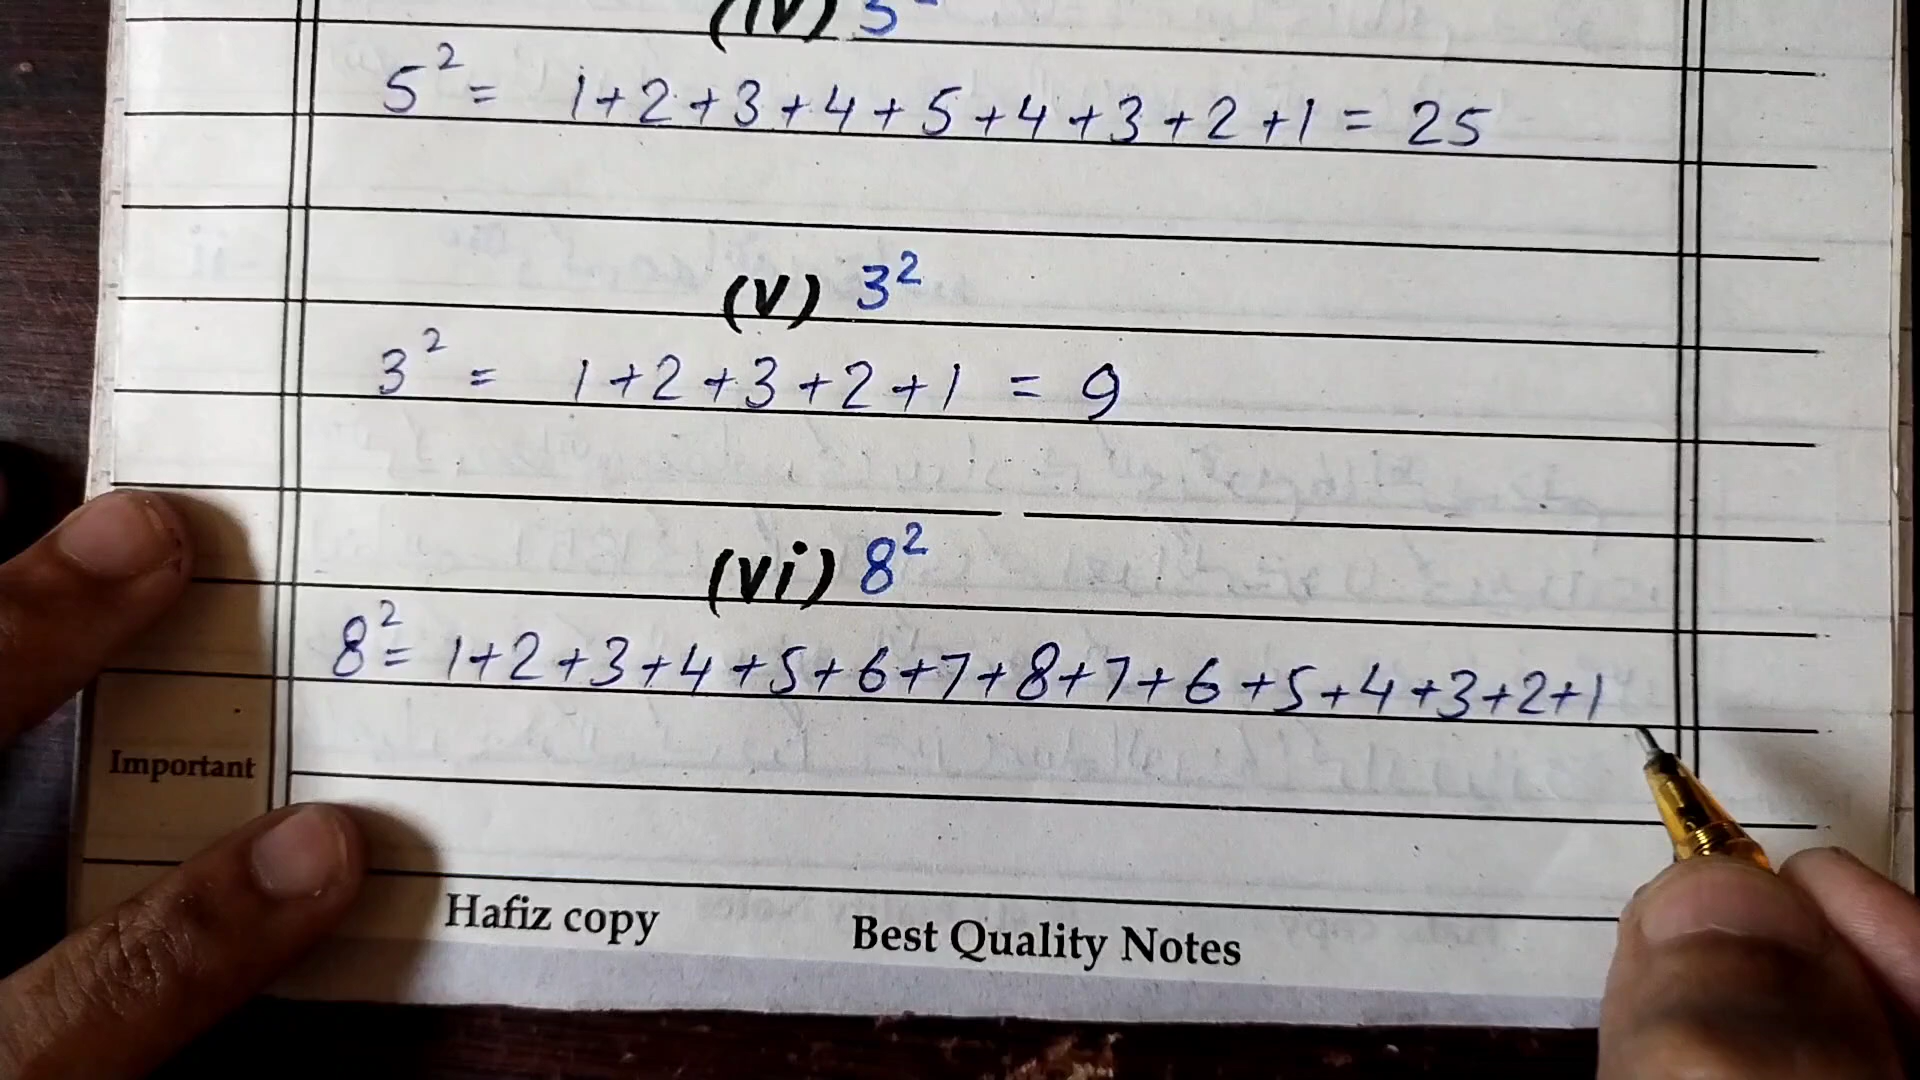 (iv) 5²
5² = 1+2+3+4+5+4+3+2+1 = 25
(v) 3²
3² = 1+2+3+2+1 = 9
(vi) 8²
8² = 1+2+3+4+5+6+7+8+7+6+5+4+3+2+1
Important
Hafiz copy Best Quality Notes